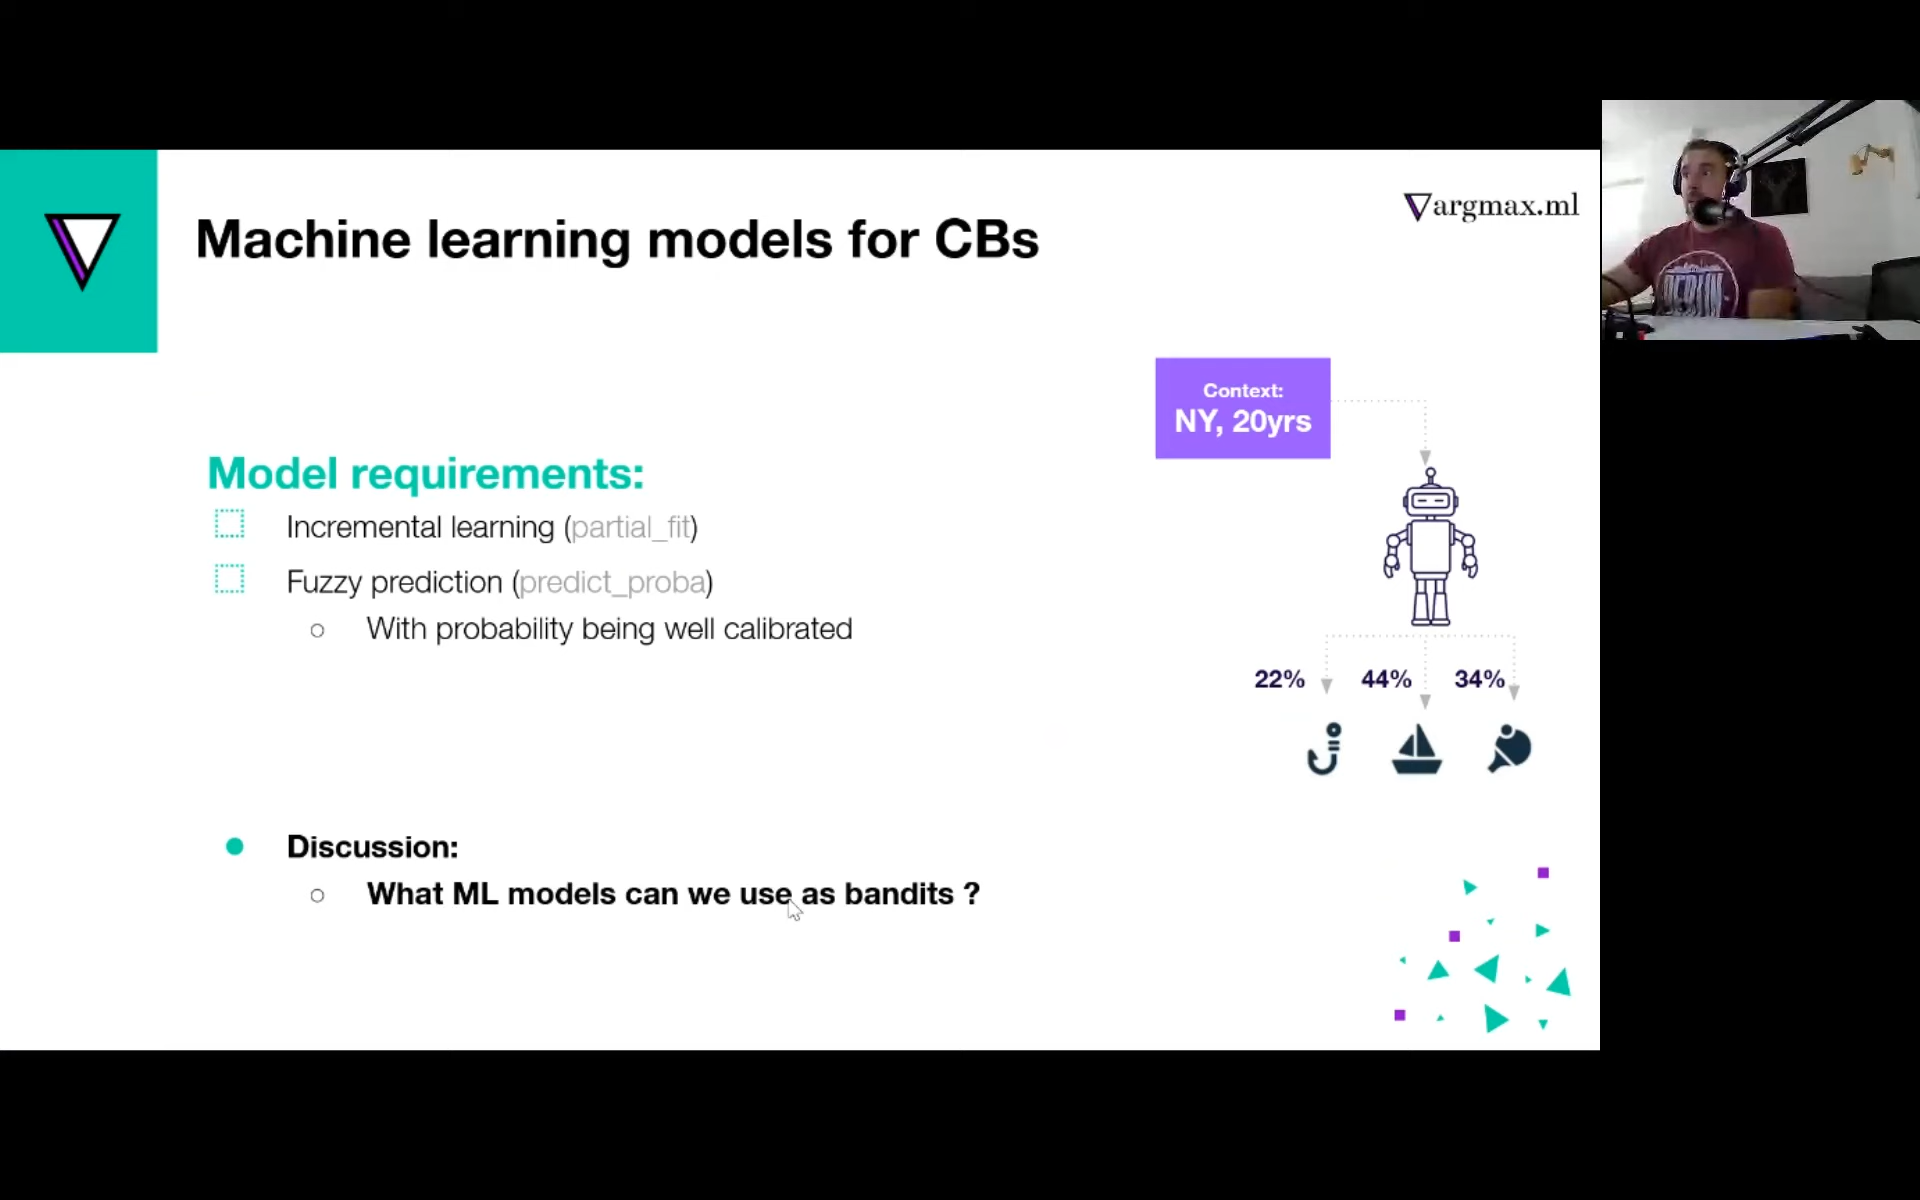 Machine learning models for CBs
argmax.ml
Context:
NY, 20yrs
Model requirements:
Incremental learning (partial_fit)
Fuzzy prediction (predict_proba)
With probability being well calibrated
22%
44%
34%
Discussion:
What ML models can we use as bandits ?
BERLIN